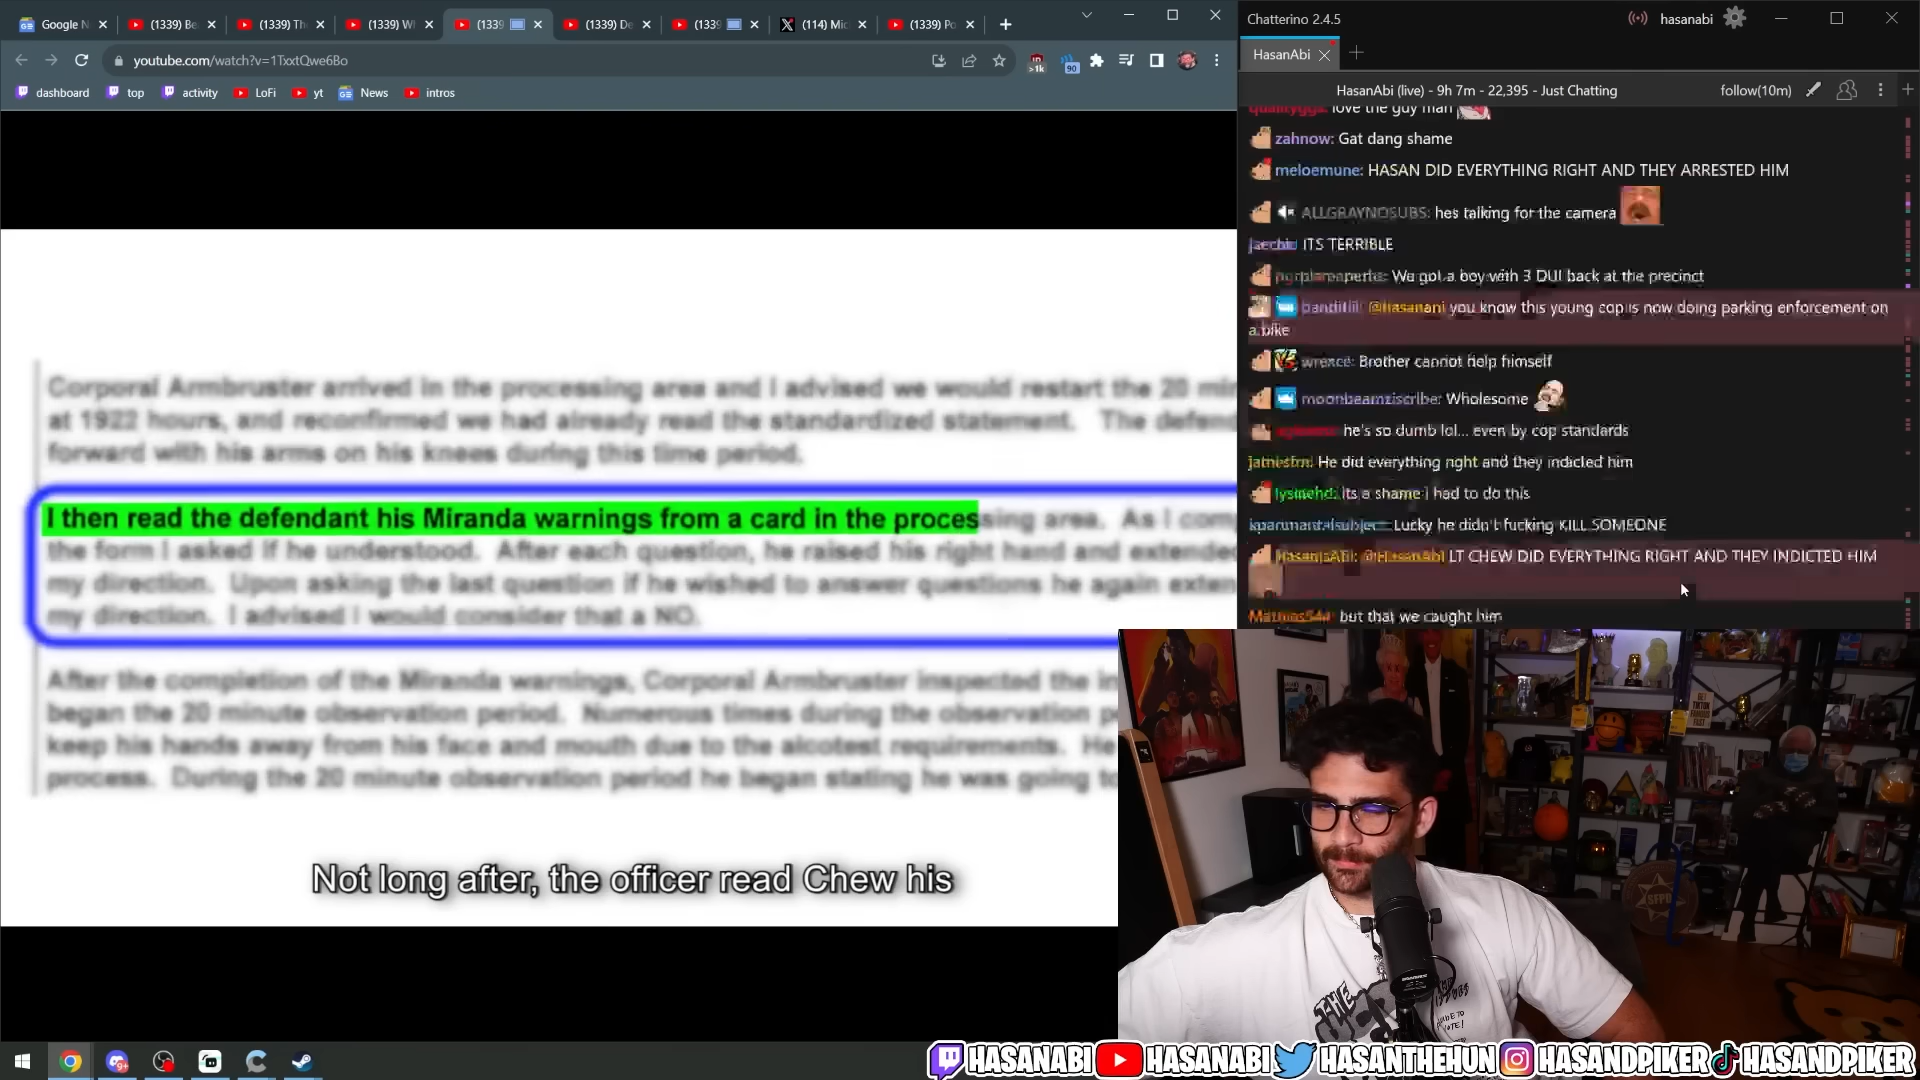 Google N
(1339) Be
(1339) Th
(1339) W
(1339
(1339) De
(1339
(114) Mic
(1339) Po
youtube.com/watch?v=1TxxtQwe6Bo
>1k
90
dashboard
top
activity
LoFi
yt
News
intros
Corporal Armbruster arrived in the processing area and I advised we would restart the 20 min
at 1922 hours, and reconfirmed we had already read the standardized statement. The defend
forward with his arms on his knees during this time period.
I then read the defendant his Miranda warnings from a card in the processing area. As I comp
the form I asked if he understood. After each question, he raised his right hand and extended
my direction. Upon asking the last question if he wished to answer questions he again exten
my direction. I advised I would consider that a NO.
After the completion of the Miranda warnings, Corporal Armbruster inspected the in
began the 20 minute observation period. Numerous times during the observation p
keep his hands away from his face and mouth due to the alcotest requirements. He
process. During the 20 minute observation period he began stating he was going to
Not long after, the officer read Chew his
Chatterino 2.4.5
hasanabi
HasanAbi
HasanAbi (live) - 9h 7m - 22,395 - Just Chatting
follow(10m)
love the guy man
zahnow: Gat dang shame
meloemune: HASAN DID EVERYTHING RIGHT AND THEY ARRESTED HIM
ALLGRAYNOSUBS: hes talking for the camera
ITS TERRIBLE
We got a boy with 3 DUI back at the precinct
you know this young cop is now doing parking enforcement on
a bike
Brother cannot help himself
moonbeamziscribe: Wholesome
he's so dumb lol... even by cop standards
He did everything right and they indicted him
Its a shame I had to do this
Lucky he didn't fucking KILL SOMEONE
LT CHEW DID EVERYTHING RIGHT AND THEY INDICTED HIM
but that we caught him
HASANABI
HASANABI
HASANTHEHUN
HASANDPIKER
HASANDPIKER